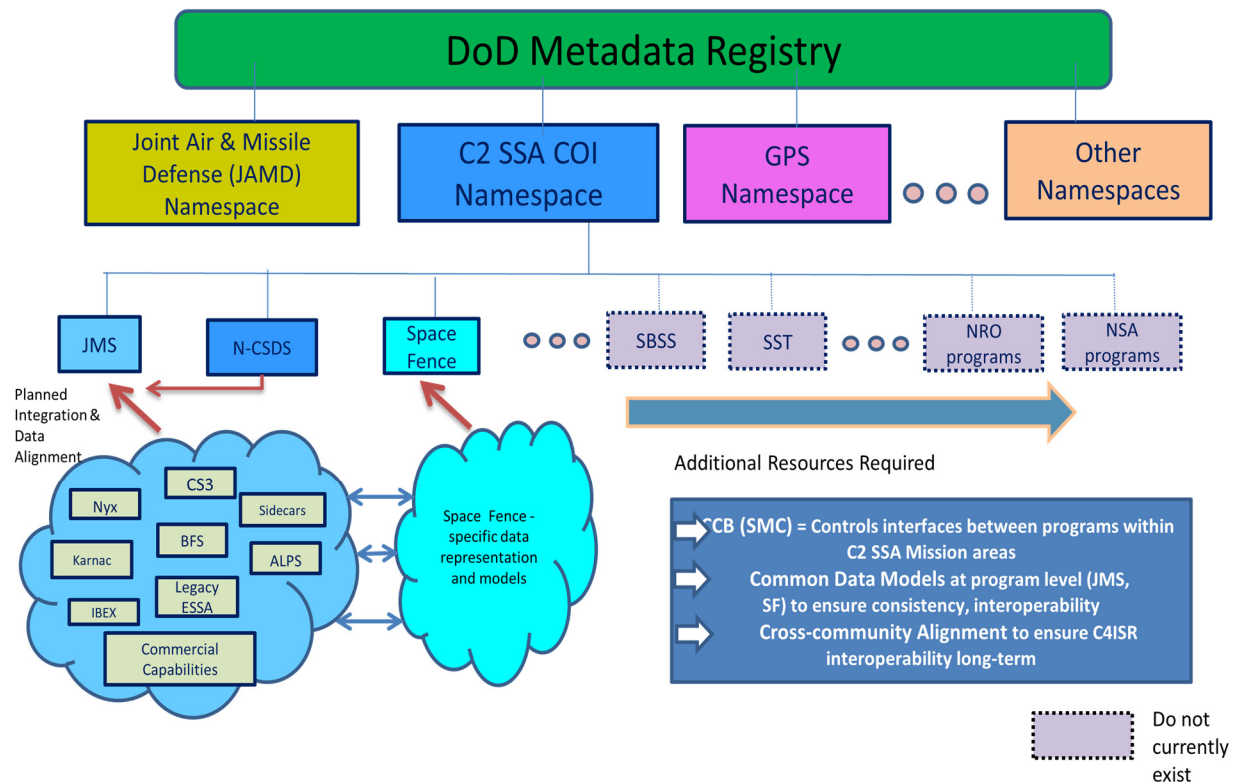 DoD Metadata Registry
Joint Air & Missile
Defense (JAMD)
Namespace
C2 SSA COI
Namespace
GPS
Namespace
Other
Namespaces
JMS
N-CSDS
Space
Fence
SBSS
SST
NRO
programs
NSA
programs
Planned
Integration &
Data
Alignment
CS3
Nyx
Sidecars
BFS
Karnac
ALPS
Legacy
ESSA
IBEX
Commercial
Capabilities
Space Fence -
specific data
representation
and models
Additional Resources Required
CCB (SMC) = Controls interfaces between programs within
C2 SSA Mission areas
Common Data Models at program level (JMS,
SF) to ensure consistency, interoperability
Cross-community Alignment to ensure C4ISR
interoperability long-term
Do not
currently
exist